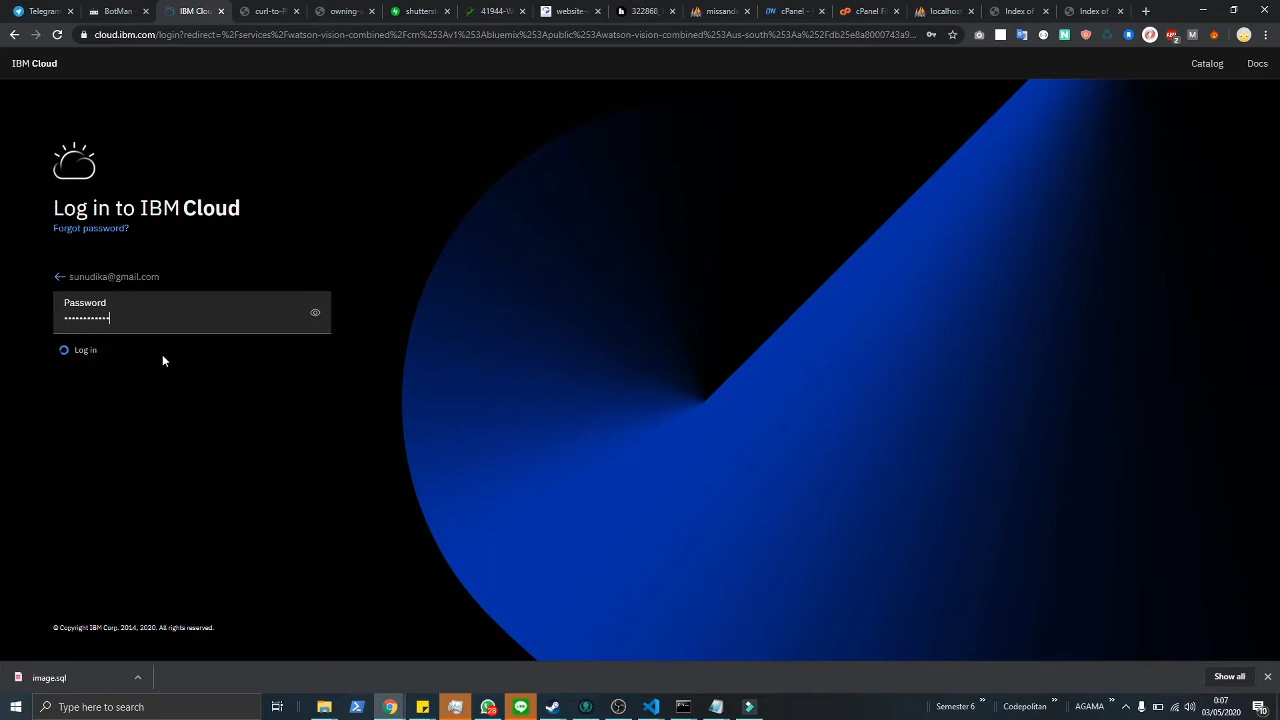 Telegram
BotMan
IBM Cloud
curl-to-P
owning-
shutters
41944-W
website
322868
missand
cPanel -
cPanel F
localhos
Index of
Index of
cloud.ibm.com/login?redirect=%2Fservices%2Fwatson-vision-combined%2Fcrn%253Av1%253Abluemix%253Apublic%253Awatson-vision-combined%253Aus-south%253Aa%252Fdb25e8a8000743a9...
IBM Cloud
Catalog
Docs
Log in to IBM Cloud
Forgot password?
sunudika@gmail.com
Password
Log in
© Copyright IBM Corp. 2014, 2020. All rights reserved.
image.sql
Show all
Type here to search
Semester 6
Codepolitan
AGAMA
0:07
03/05/2020